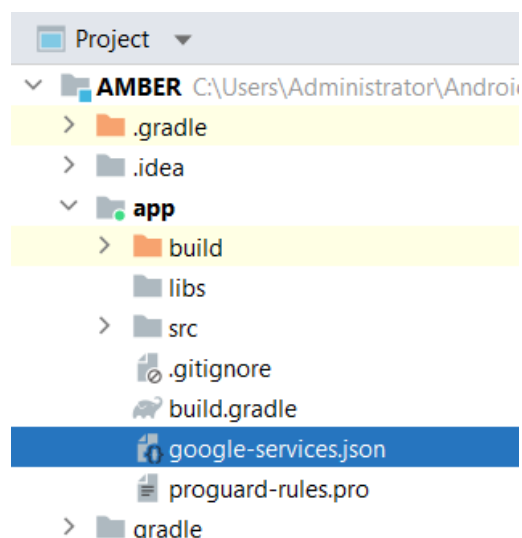 Project
AMBER C:\Users\Administrator\Android
.gradle
.idea
app
build
libs
src
.gitignore
build.gradle
google-services.json
proguard-rules.pro
gradle